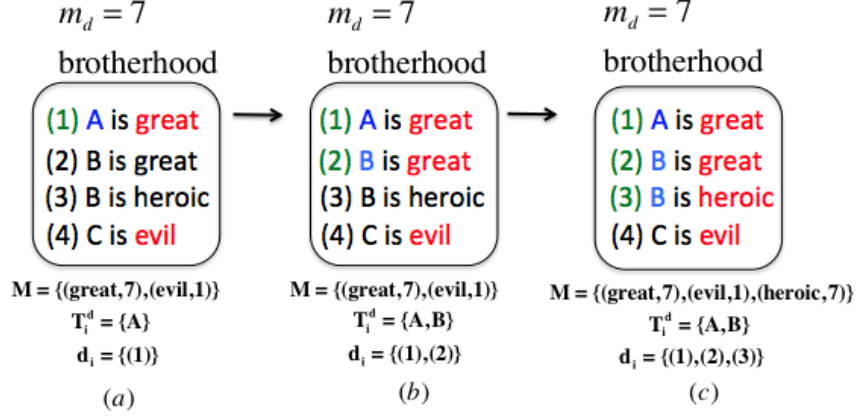 m_d = 7
brotherhood
(1) A is great
(2) B is great
(3) B is heroic
(4) C is evil
M = {(great,7),(evil,1)}
T_i^d = {A}
d_i = {(1)}
(a)
m_d = 7
brotherhood
(1) A is great
(2) B is great
(3) B is heroic
(4) C is evil
M = {(great,7),(evil,1)}
T_i^d = {A,B}
d_i = {(1),(2)}
(b)
m_d = 7
brotherhood
(1) A is great
(2) B is great
(3) B is heroic
(4) C is evil
M = {(great,7),(evil,1),(heroic,7)}
T_i^d = {A,B}
d_i = {(1),(2),(3)}
(c)